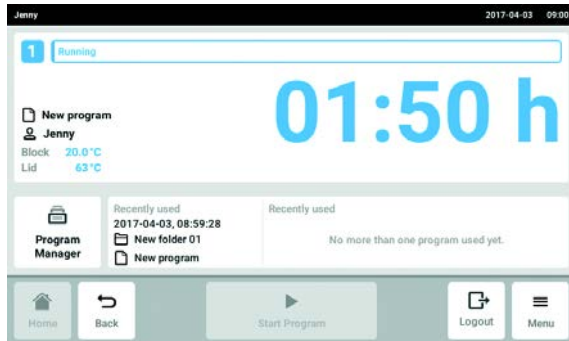 Jenny 2017-04-03 09:00
1 Running
01:50 h
New program
Jenny
Block 20.0°C
Lid 63°C
Program Manager
Recently used
2017-04-03, 08:59:28
New folder 01
New program
Recently used
No more than one program used yet.
Home
Back
Start Program
Logout
Menu